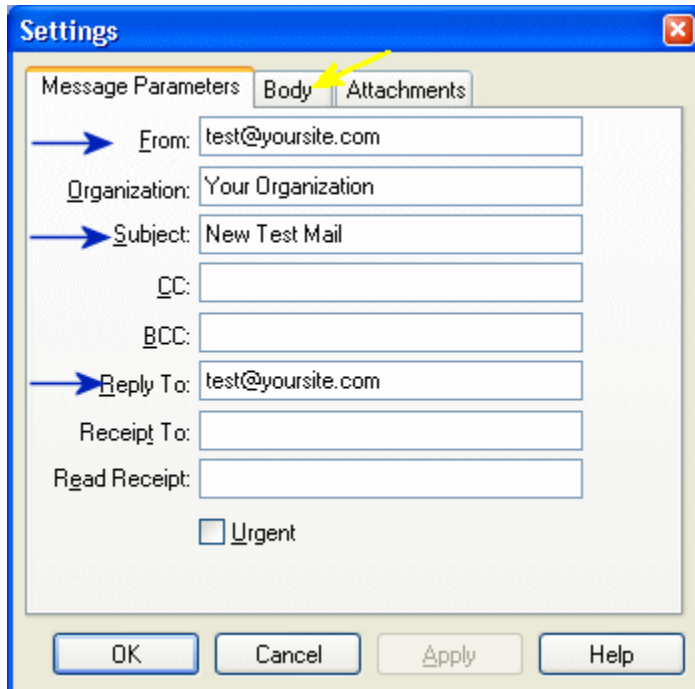 Settings
Message Parameters Body Attachments
From: test@yoursite.com
Organization: Your Organization
Subject: New Test Mail
CC:
BCC:
Reply To: test@yoursite.com
Receipt To:
Read Receipt:
Urgent
OK Cancel Apply Help